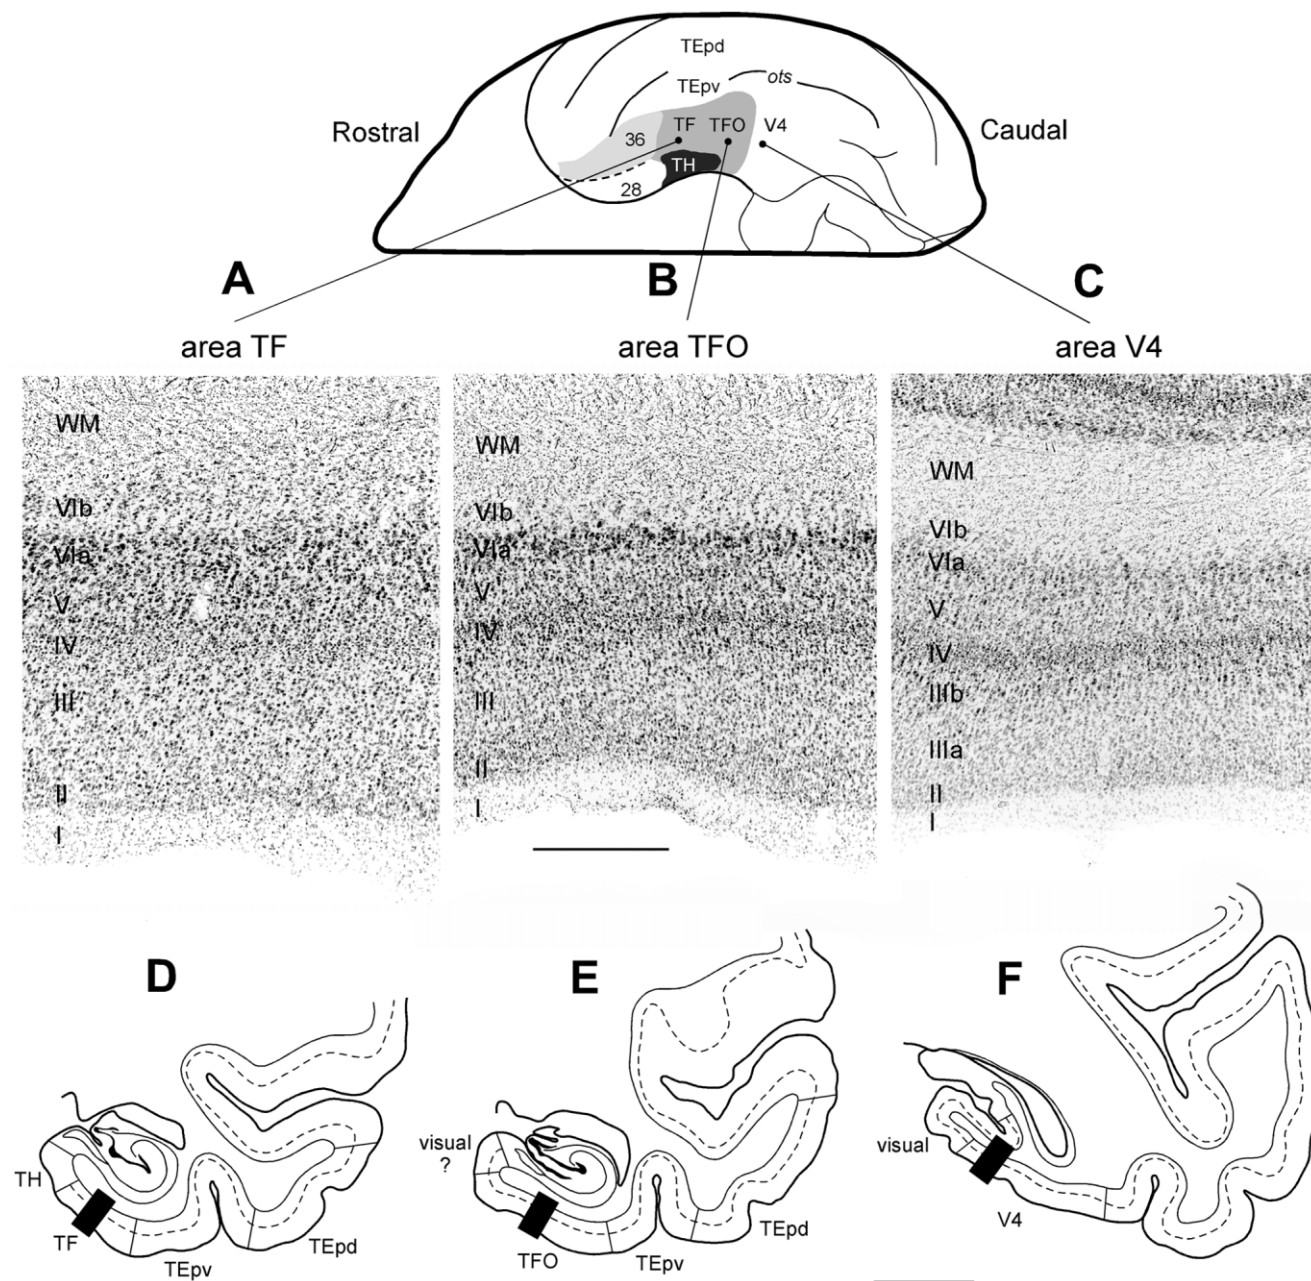 TEpd
TEpv
ots
Rostral
TF
TFO
V4
Caudal
36
TH
28
A
B
C
area TF
area TFO
area V4
WM
VIb
VIa
V
IV
III
II
I
WM
VIb
VIa
V
IV
III
II
I
WM
VIb
VIa
V
IV
IIIb
IIIa
II
I
D
E
F
TH
TF
TEpv
TEpd
visual
?
TFO
TEpv
TEpd
visual
V4